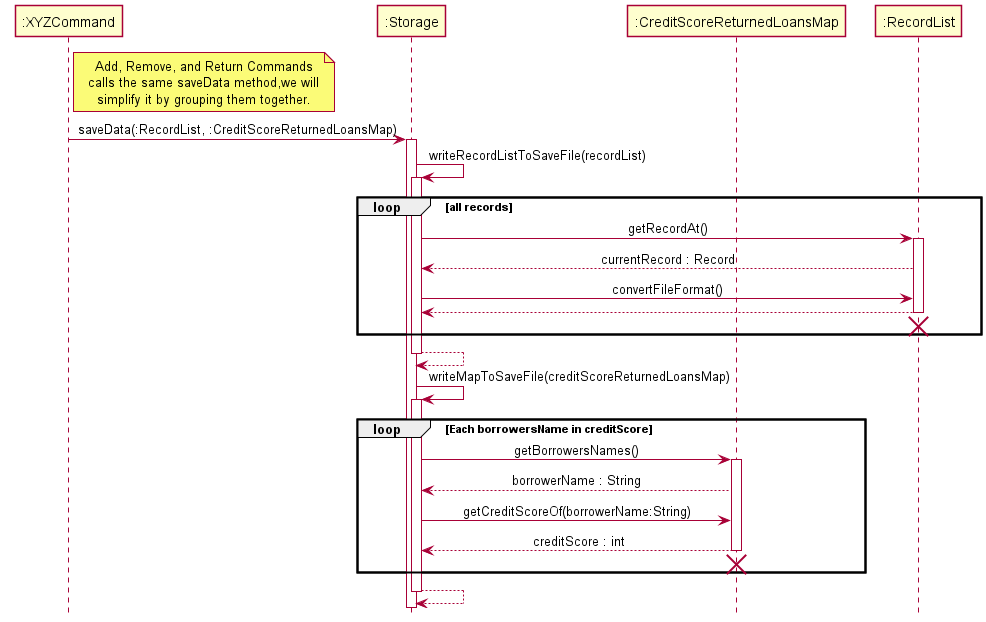 :XYZCommand
:Storage
:CreditScoreReturnedLoansMap
:RecordList
Add, Remove, and Return Commands
calls the same saveData method,we will
simplify it by grouping them together.
saveData(:RecordList, :CreditScoreReturnedLoansMap)
writeRecordListToSaveFile(recordList)
loop [all records]
getRecordAt()
currentRecord : Record
convertFileFormat()
writeMapToSaveFile(creditScoreReturnedLoansMap)
loop [Each borrowersName in creditScore]
getBorrowersNames()
borrowerName : String
getCreditScoreOf(borrowerName:String)
creditScore : int